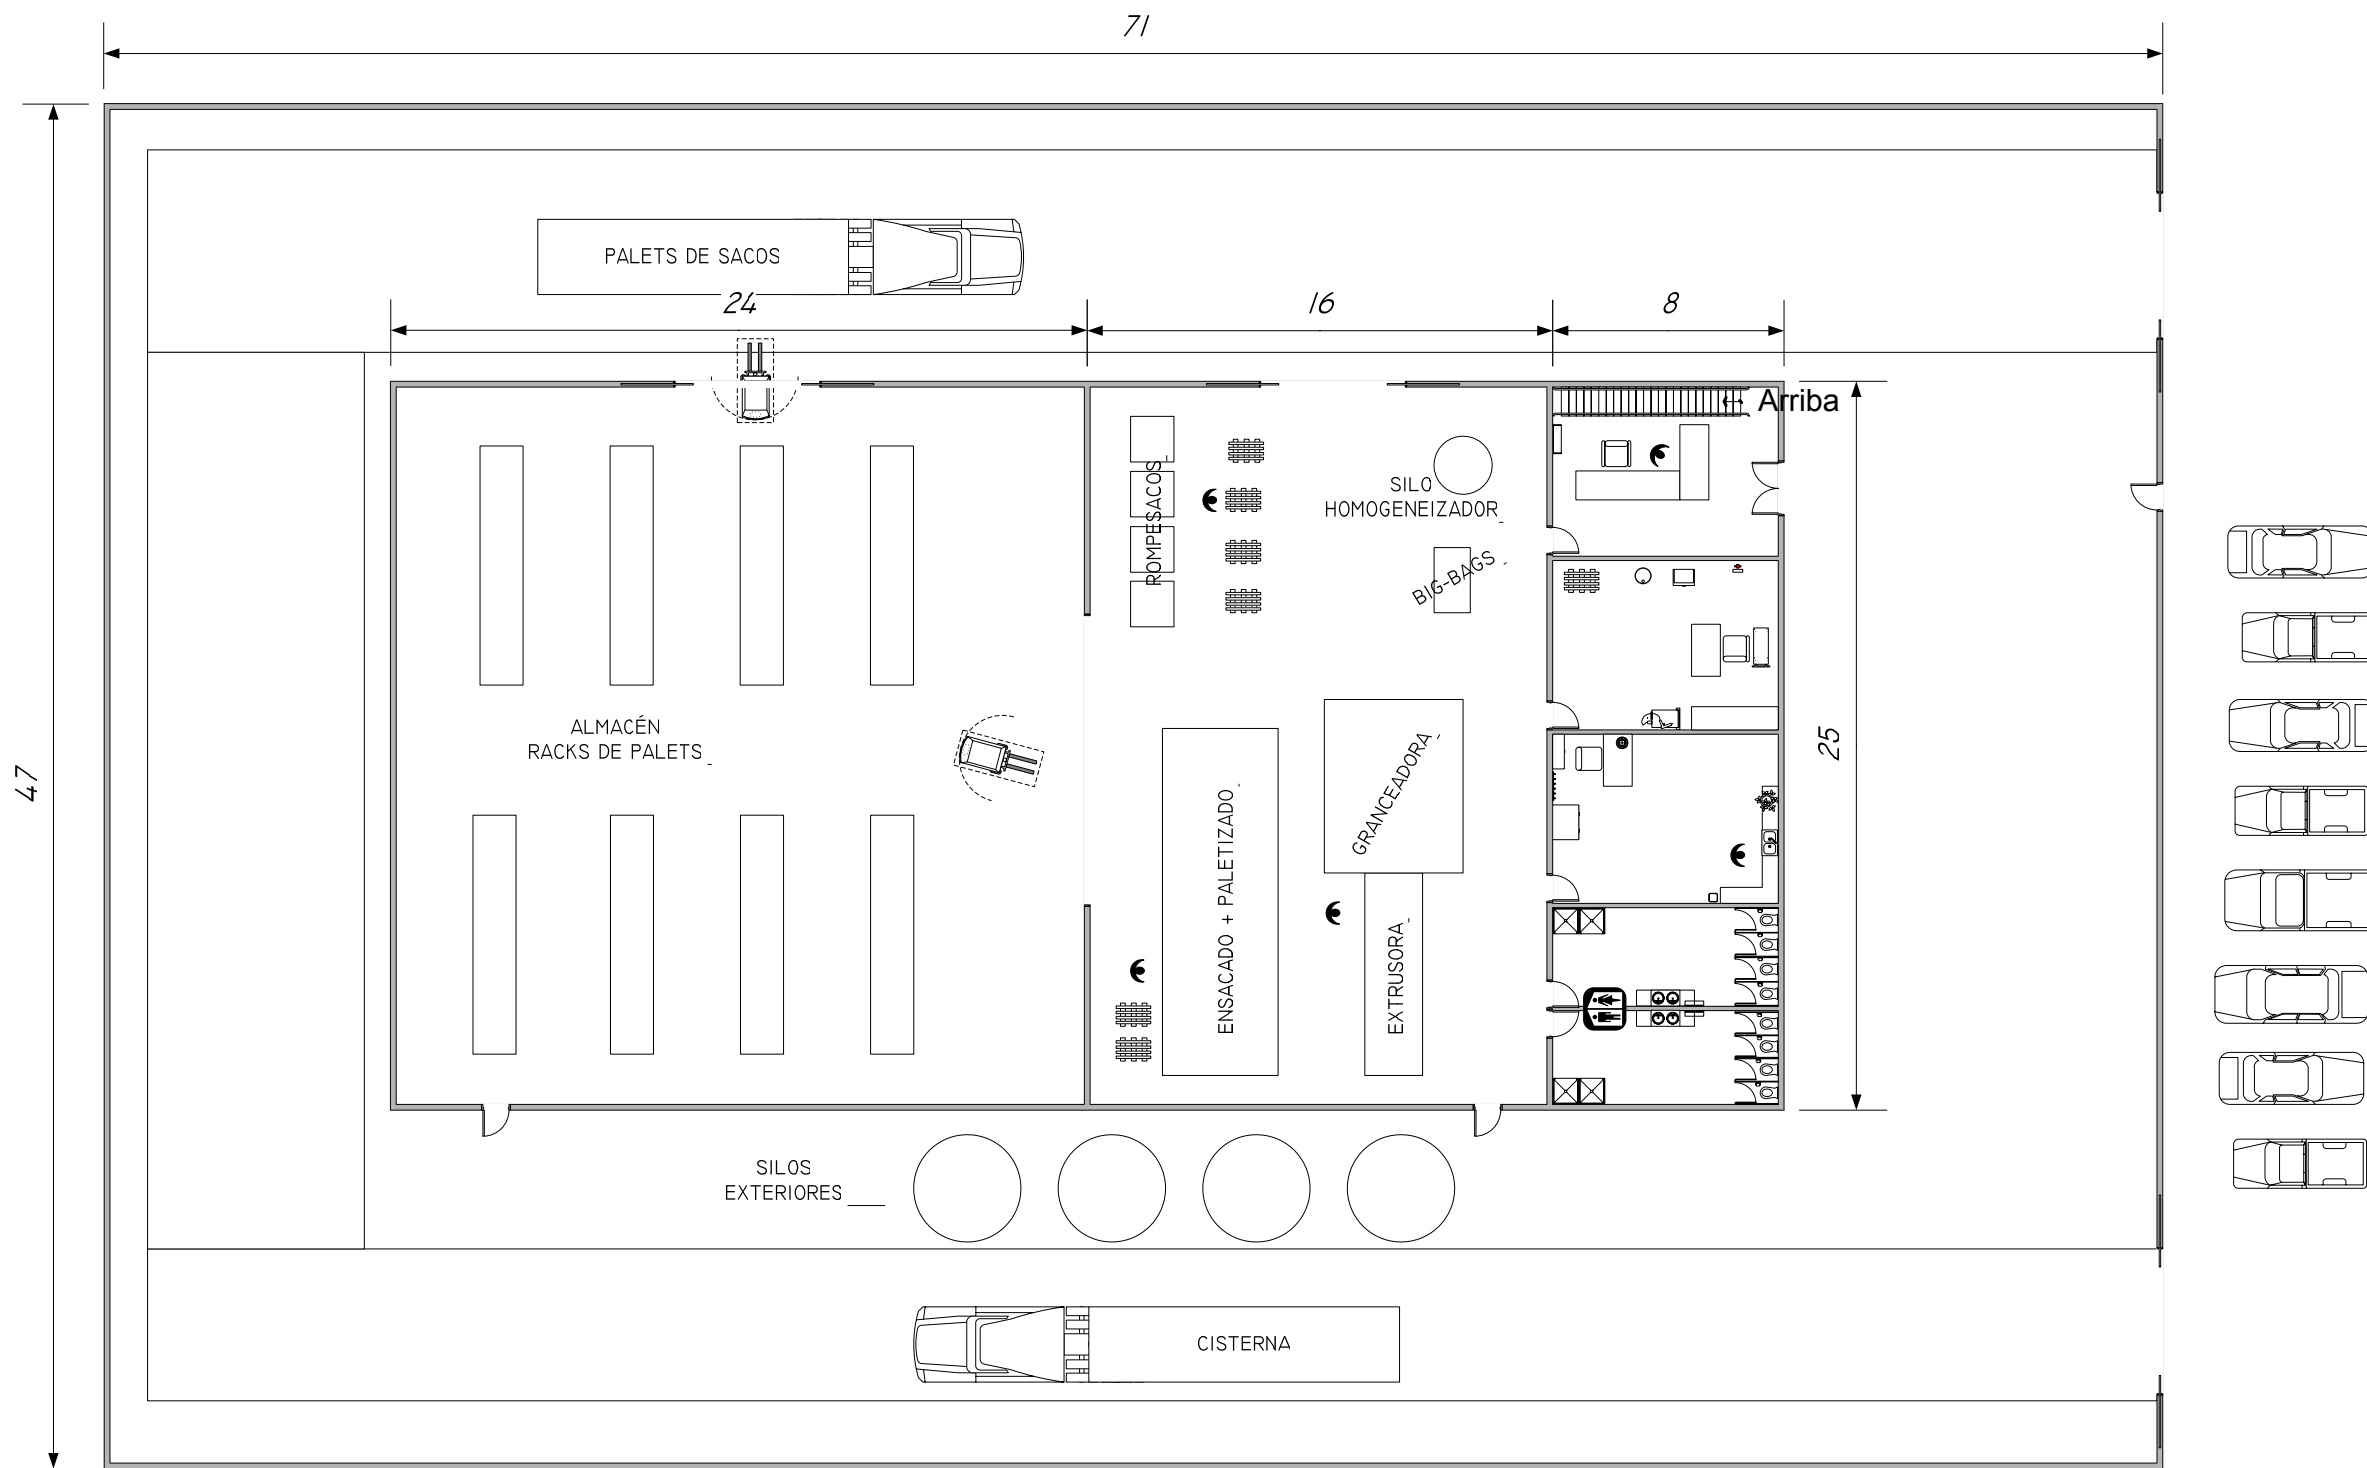 71
PALETS DE SACOS
24
16
8
Arriba
ROMPESACOS
SILO
HOMOGENEIZADOR
BIG-BAGS
ALMACÉN
RACKS DE PALETS
25
47
ENSACADO + PALETIZADO
GRANCEADORA
EXTRUSORA
SILOS
EXTERIORES
CISTERNA